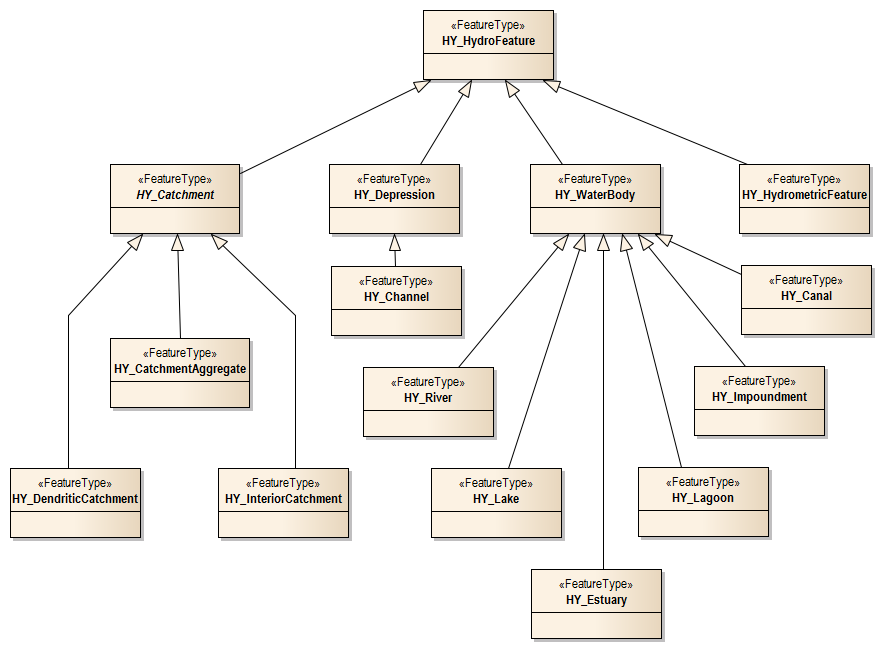 «FeatureType»
HY_HydroFeature
«FeatureType»
HY_Catchment
«FeatureType»
HY_Depression
«FeatureType»
HY_WaterBody
«FeatureType»
HY_HydrometricFeature
«FeatureType»
HY_Channel
«FeatureType»
HY_Canal
«FeatureType»
HY_CatchmentAggregate
«FeatureType»
HY_River
«FeatureType»
HY_Impoundment
«FeatureType»
HY_DendriticCatchment
«FeatureType»
HY_InteriorCatchment
«FeatureType»
HY_Lake
«FeatureType»
HY_Lagoon
«FeatureType»
HY_Estuary